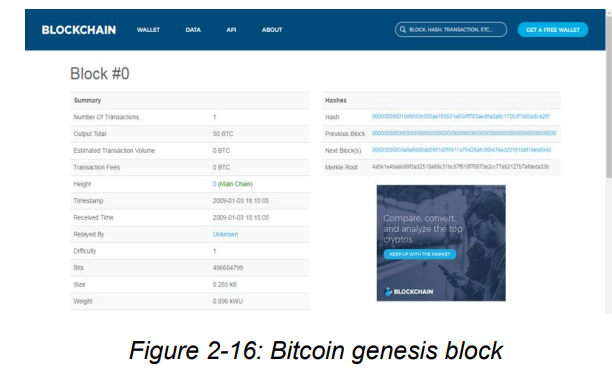 BLOCKCHAIN WALLET DATA API ABOUT BLOCK, HASH, TRANSACTION, ETC... GET A FREE WALLET
Block #0
Summary
Number Of Transactions 1
Output Total 50 BTC
Estimated Transaction Volume 0 BTC
Transaction Fees 0 BTC
Height 0 (Main Chain)
Timestamp 2009-01-03 18:15:05
Received Time 2009-01-03 18:15:05
Relayed By Unknown
Difficulty 1
Bits 486604799
Size 0.285 kB
Weight 0.896 kWU
Hashes
Hash
Previous Block
Next Block(s)
Merkle Root 4a5e1e4baab89f3a32518a88c31bc87f618f76673e2cc77ab2127b7afdeda33b
Compare, convert,
and analyze the top
cryptos
KEEP UP WITH THE MARKET
BLOCKCHAIN
Figure 2-16: Bitcoin genesis block